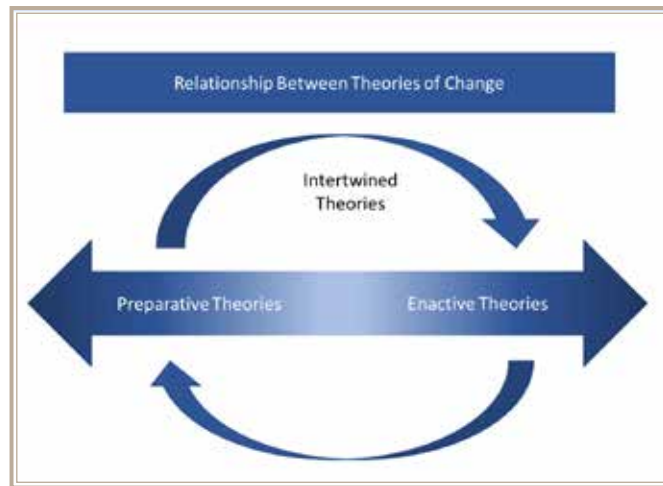 Relationship Between Theories of Change
Intertwined
Theories
Preparative Theories
Enactive Theories